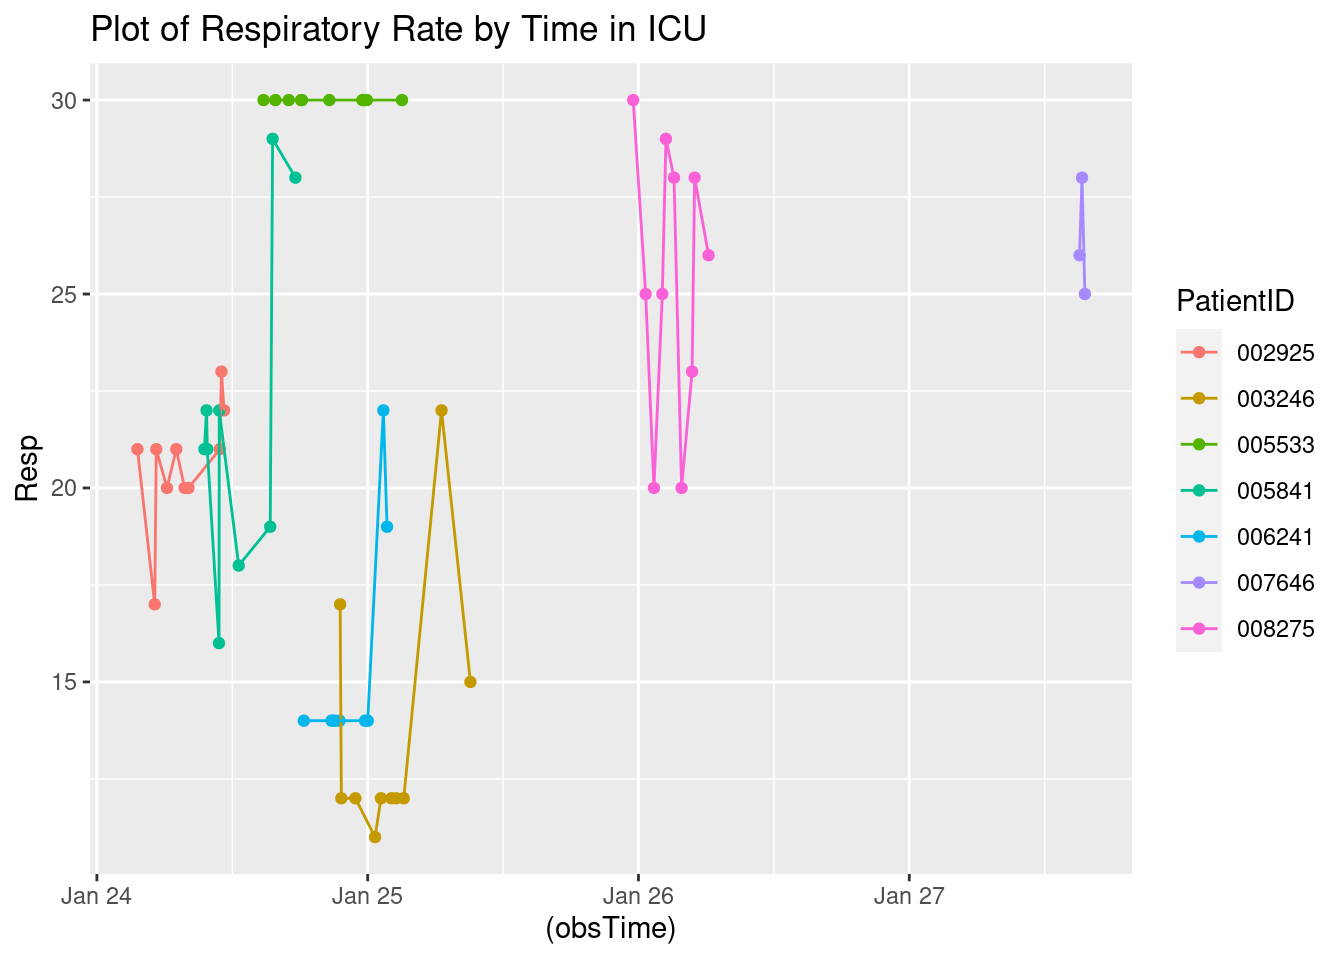 Plot of Respiratory Rate by Time in ICU
30
25
20
15
Resp
Jan 24
Jan 25
Jan 26
Jan 27
(obsTime)
PatientID
002925
003246
005533
005841
006241
007646
008275